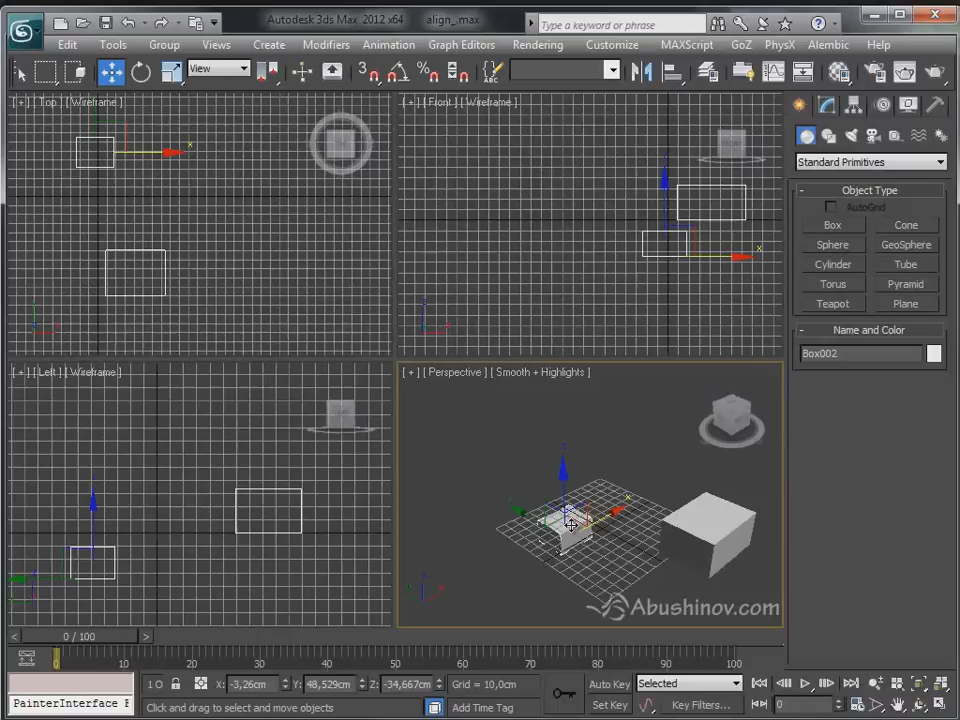 Autodesk 3ds Max 2012 x64 align_.max Type a keyword or phrase
Edit Tools Group Views Create Modifiers Animation Graph Editors Rendering Customize MAXScript GoZ PhysX Alembic Help
View 3 % ABC
[ + ] [ Top ] [ Wireframe ]
[ + ] [ Front ] [ Wireframe ]
Standard Primitives
Object Type
AutoGrid
Box Cone
Sphere GeoSphere
Cylinder Tube
Torus Pyramid
Teapot Plane
Name and Color
Box002
x
x
FRONT
[ + ] [ Left ] [ Wireframe ]
[ + ] [ Perspective ] [ Smooth + Highlights ]
x
Abushinov.com
< 0 / 100 >
0 10 20 30 40 50 60 70 80 90 100
1 O X: -3,26cm Y: 48,529cm Z: -34,667cm Grid = 10,0cm Auto Key Selected
PainterInterface F Click and drag to select and move objects Add Time Tag Set Key Key Filters... 0